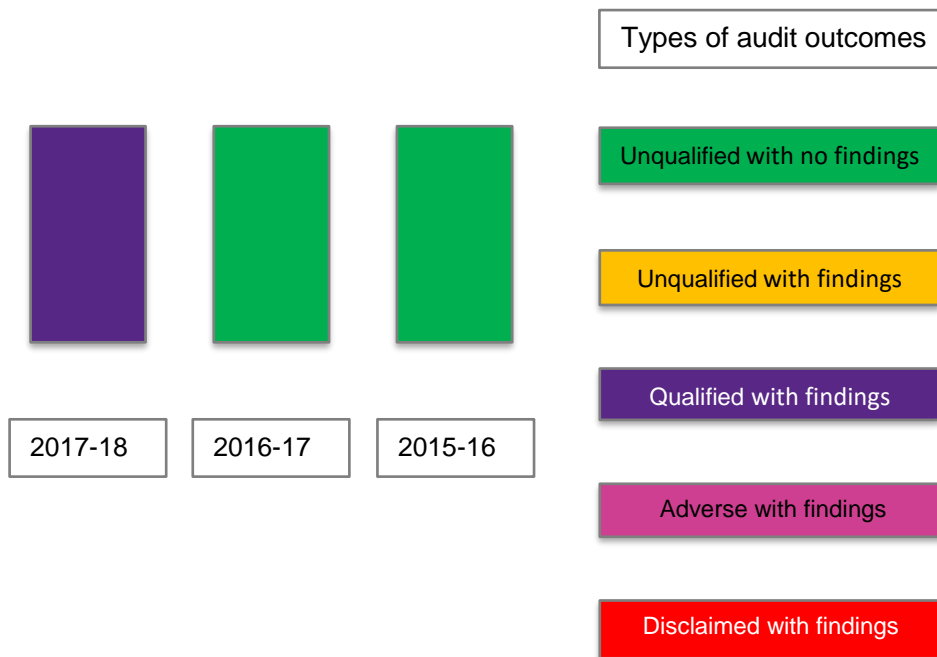 Types of audit outcomes
Unqualified with no findings
Unqualified with findings
Qualified with findings
2017-18
2016-17
2015-16
Adverse with findings
Disclaimed with findings